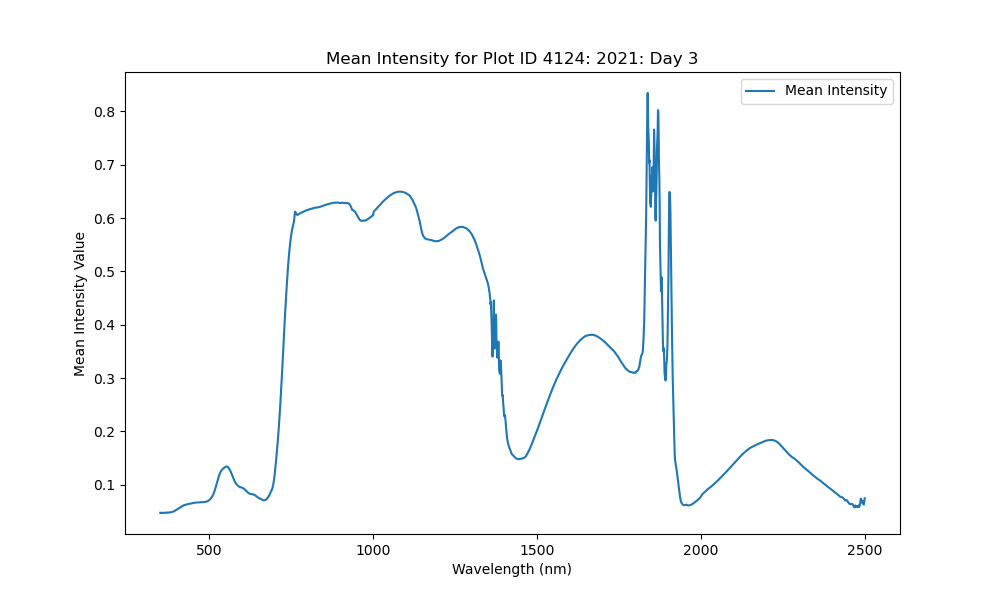 Mean Intensity for Plot ID 4124: 2021: Day 3
Mean Intensity
Mean Intensity Value
0.8
0.7
0.6
0.5
0.4
0.3
0.2
0.1
500 1000 1500 2000 2500
Wavelength (nm)